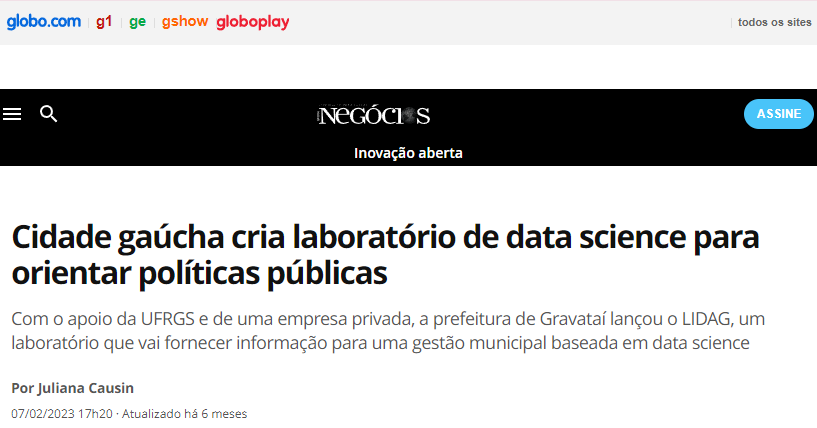 globo.com g1 ge gshow globoplay todos os sites
NEGÓCIOS ASSINE
Inovação aberta
Cidade gaúcha cria laboratório de data science para
orientar políticas públicas
Com o apoio da UFRGS e de uma empresa privada, a prefeitura de Gravataí lançou o LIDAG, um
laboratório que vai fornecer informação para uma gestão municipal baseada em data science
Por Juliana Causin
07/02/2023 17h20 · Atualizado há 6 meses